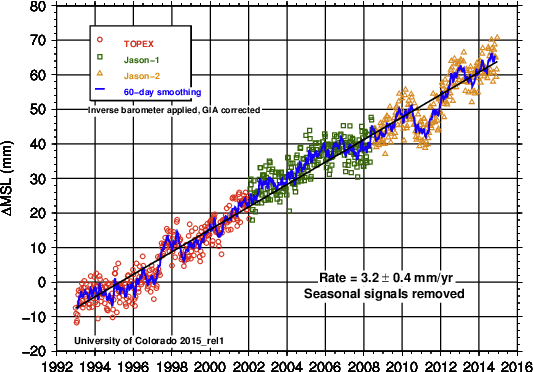 80
70
60
50
40
30
20
10
0
−10
−20
ΔMSL (mm)
TOPEX
Jason−1
Jason−2
60−day smoothing
Inverse barometer applied, GIA corrected
Rate = 3.2 ± 0.4 mm/yr
Seasonal signals removed
University of Colorado 2015_rel1
1992 1994 1996 1998 2000 2002 2004 2006 2008 2010 2012 2014 2016